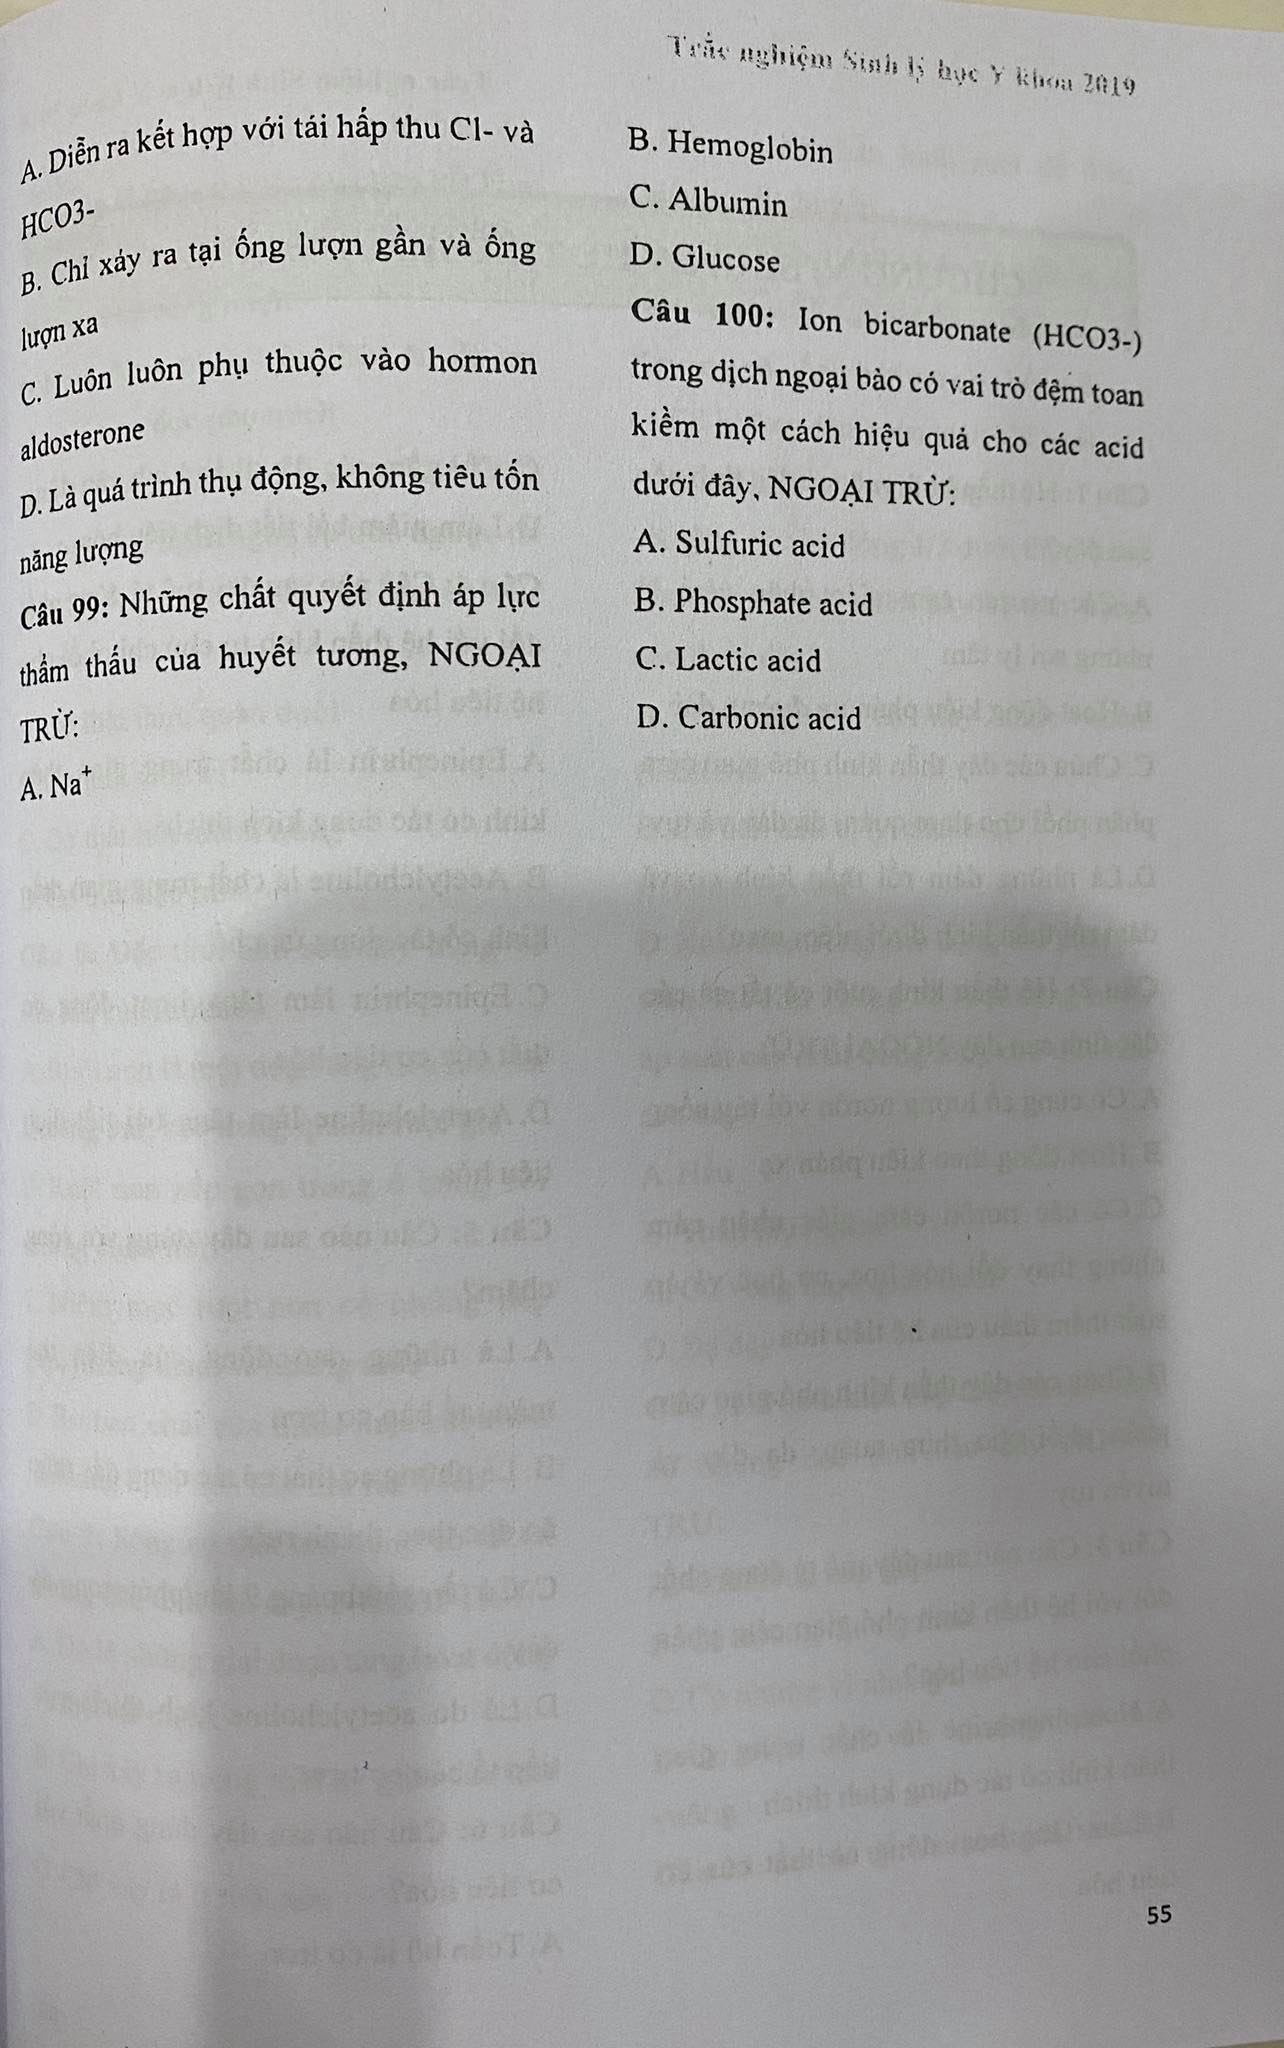 Trắc nghiệm Sinh lý học Y khoa 2019
A. Diễn ra kết hợp với tái hấp thu Cl- và
HCO3-
B. Chỉ xảy ra tại ống lượn gần và ống
lượn xa
C. Luôn luôn phụ thuộc vào hormon
aldosterone
D. Là quá trình thụ động, không tiêu tốn
năng lượng
Câu 99: Những chất quyết định áp lực
thẩm thấu của huyết tương, NGOẠI
TRỪ:
A. Na⁺
B. Hemoglobin
C. Albumin
D. Glucose
Câu 100: Ion bicarbonate (HCO3-)
trong dịch ngoại bào có vai trò đệm toan
kiềm một cách hiệu quả cho các acid
dưới đây, NGOẠI TRỪ:
A. Sulfuric acid
B. Phosphate acid
C. Lactic acid
D. Carbonic acid
55